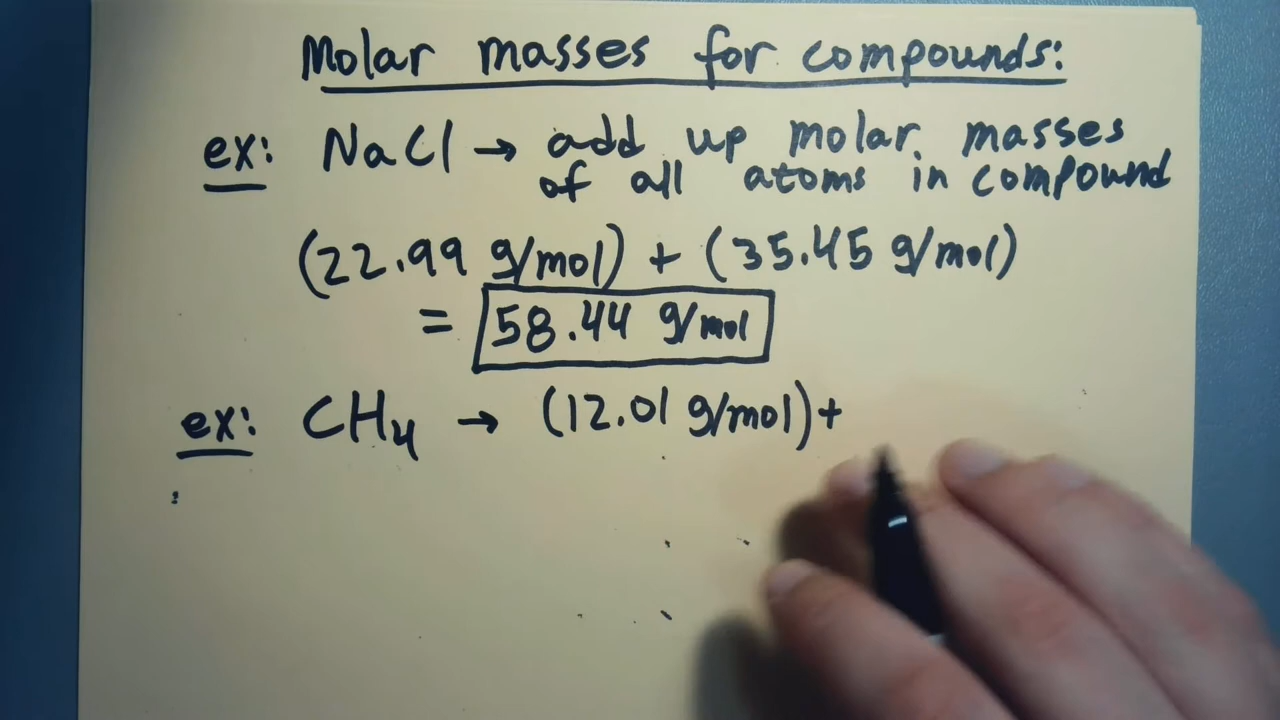 Molar masses for compounds:
ex: NaCl → add up molar masses
of all atoms in compound
(22.99 g/mol) + (35.45 g/mol)
= 58.44 g/mol
ex: CH₄ → (12.01 g/mol) +